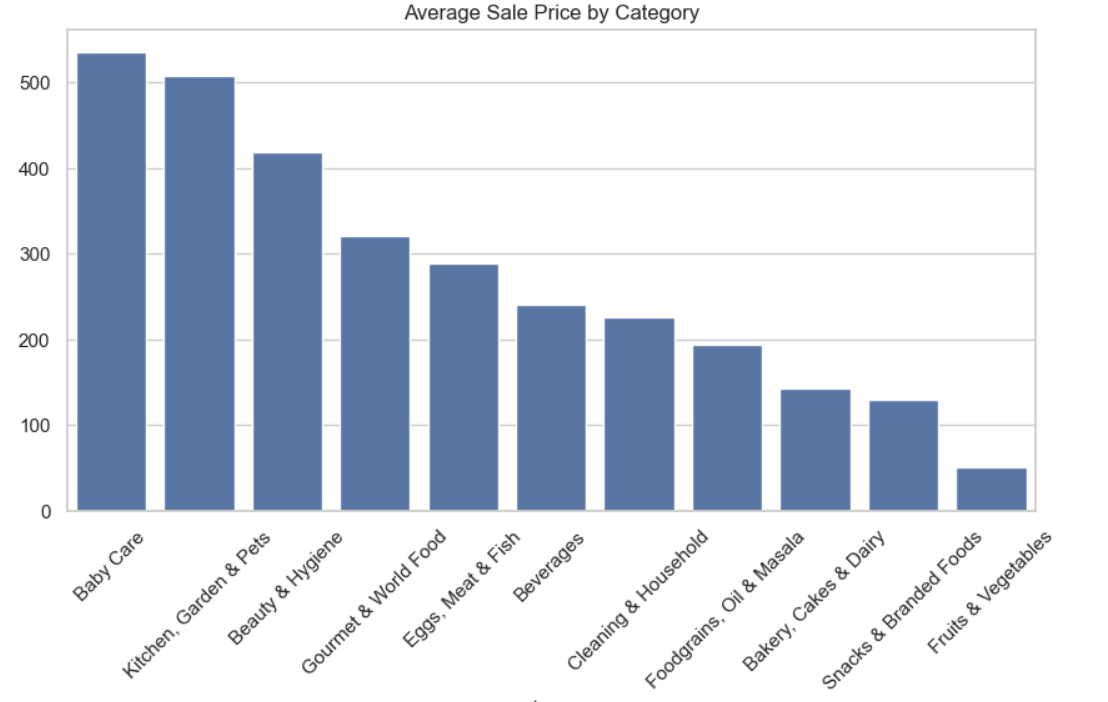 Average Sale Price by Category
500
400
300
200
100
0
Baby Care
Kitchen, Garden & Pets
Beauty & Hygiene
Gourmet & World Food
Eggs, Meat & Fish
Beverages
Cleaning & Household
Foodgrains, Oil & Masala
Bakery, Cakes & Dairy
Snacks & Branded Foods
Fruits & Vegetables